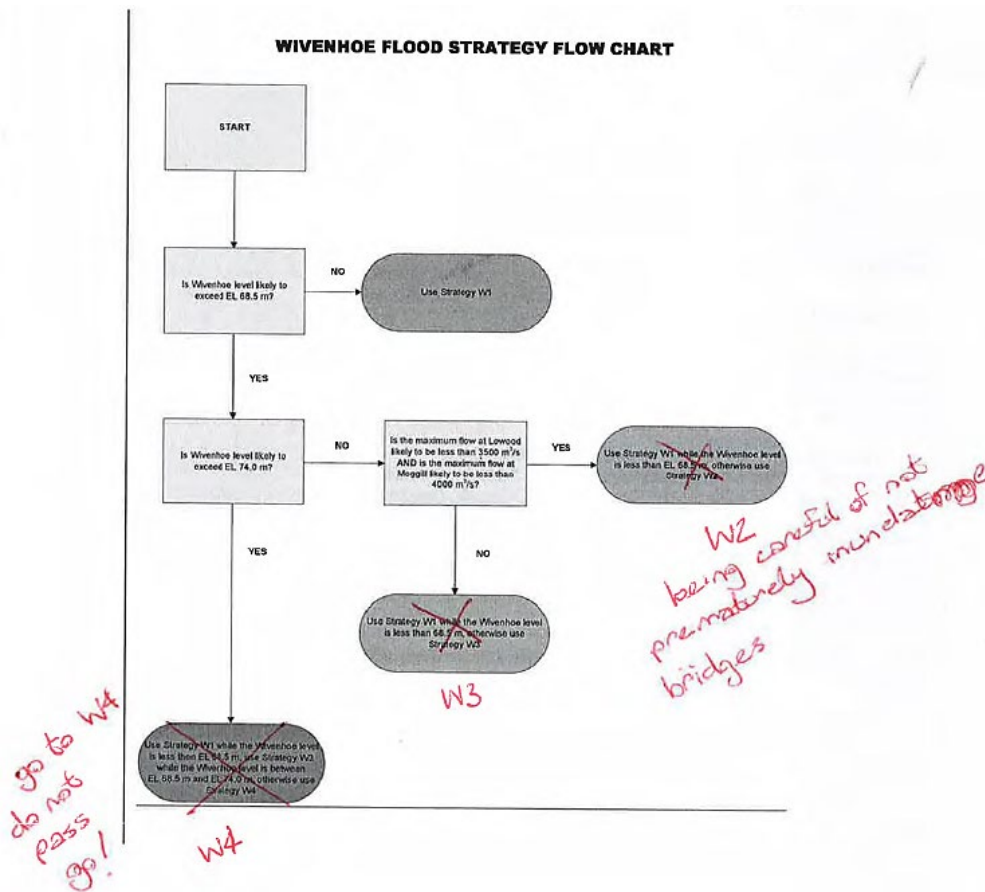 WIVENHOE FLOOD STRATEGY FLOW CHART
START
Is Wivenhoe level likely to
exceed EL 68.5 m?
NO
Use Strategy W1
YES
Is Wivenhoe level likely to
exceed EL 74.0 m?
NO
Is the maximum flow at Lowood
likely to be less than 3500 m³/s
AND is the maximum flow at
Moggill likely to be less than
4000 m³/s?
YES
Use Strategy W1 while the Wivenhoe level
is less than EL 68.5 m, otherwise use
Strategy W2
W2
being careful of not
prematurely
bridges
YES
NO
Use Strategy W1 while the Wivenhoe level
is less than 68.5 m, otherwise use
Strategy W3
W3
Use Strategy W1 while the Wivenhoe level
is less than EL 68.5 m, use Strategy
while the Wivenhoe level is between
EL 68.5 m and EL 74.0 m, otherwise use
Strategy W4
W4
go to W4
do not
pass
go!